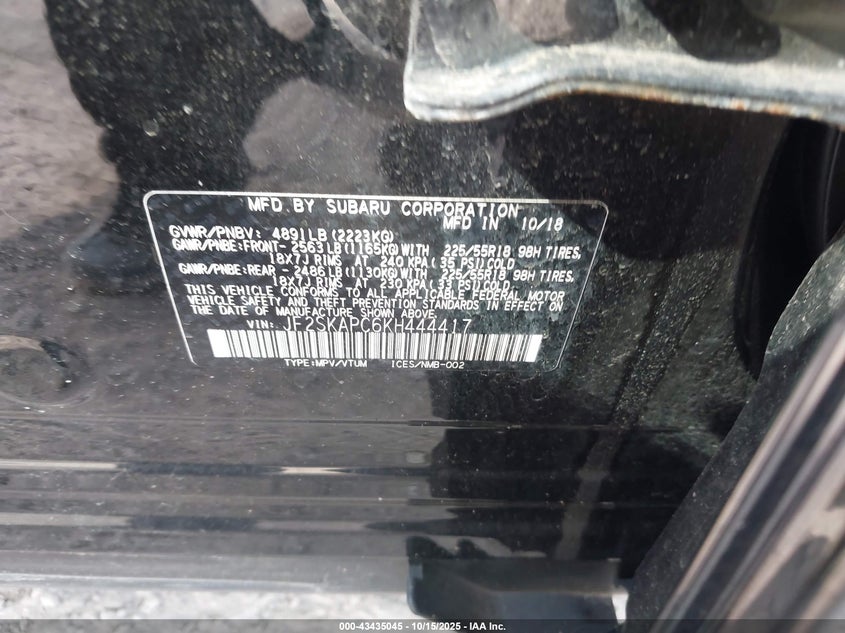 MFD. BY SUBARU CORPORATION
GVWR/PNBV: 4891LB (2223KG) MFD IN 10/18
GAWR/PNBE: FRONT- 2563LB (1165KG) WITH 225/55R18 98H TIRES,
18X7J RIMS AT 240 KPA (35 PSI) COLD
GAWR/PNBE: REAR - 2486LB (1130KG) WITH 225/55R18 98H TIRES,
18X7J RIMS AT 230 KPA (33 PSI) COLD
THIS VEHICLE CONFORMS TO ALL APPLICABLE FEDERAL MOTOR
VEHICLE SAFETY AND THEFT PREVENTION STANDARDS IN EFFECT ON
THE DATE OF MANUFACTURE SHOWN ABOVE.
VIN: JF2SKAPC6KH444417
TYPE: MPV/VTUM ICES/NMB-002
000-43435045 - 10/15/2025 - IAA Inc.